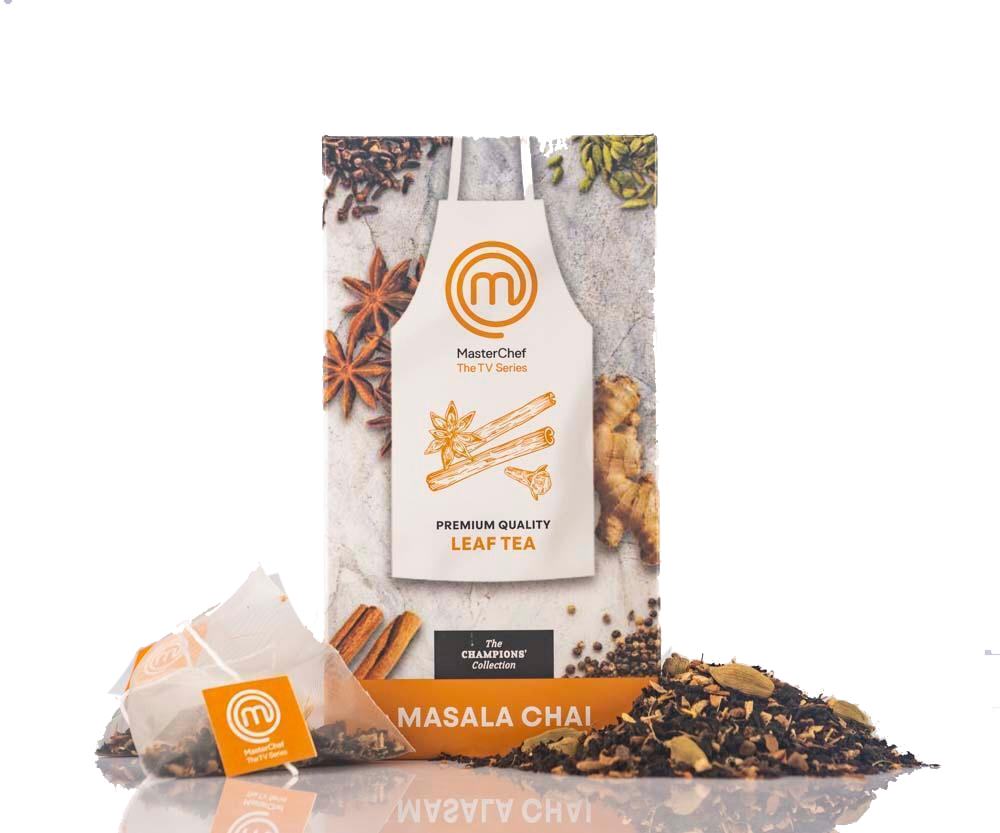 m
MasterChef
The TV Series
PREMIUM QUALITY
LEAF TEA
The
CHAMPIONS'
Collection
MASALA CHAI
m
MasterChef
The TV Series